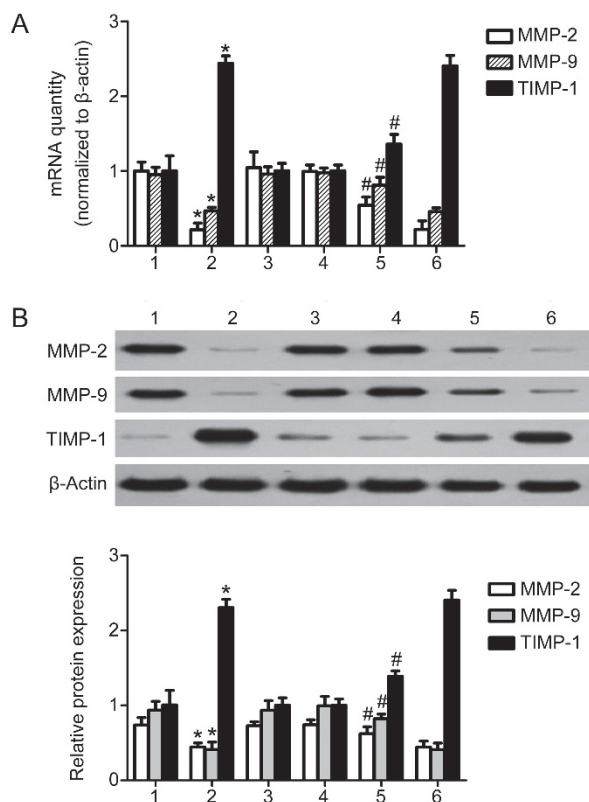 A
mRNA quantity
(normalized to β-actin)
3
2
1
0
*
* *
# # #
1 2 3 4 5 6
MMP-2
MMP-9
TIMP-1
B
1 2 3 4 5 6
MMP-2
MMP-9
TIMP-1
β-Actin
Relative protein expression
3
2
1
0
*
* *
# # #
1 2 3 4 5 6
MMP-2
MMP-9
TIMP-1